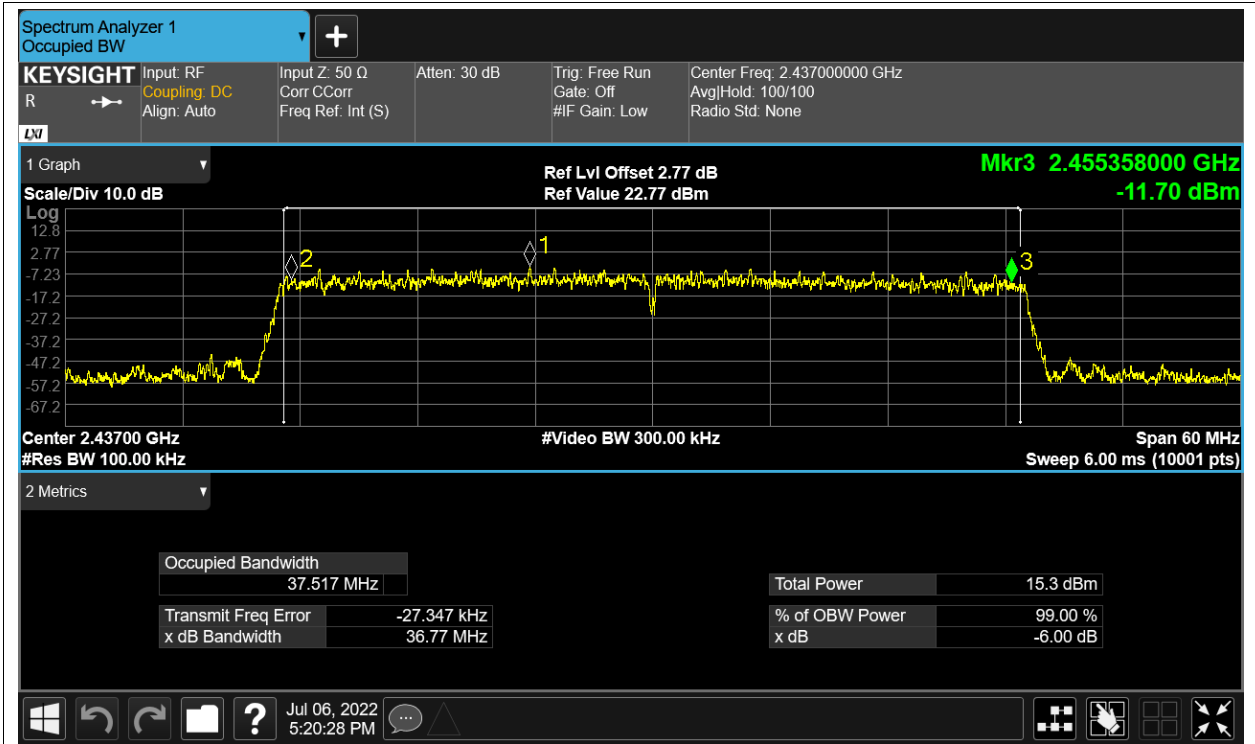 Spectrum Analyzer 1
Occupied BW
KEYSIGHT
R
LXI
Input: RF
Coupling: DC
Align: Auto
Input Z: 50 Ω
Corr CCorr
Freq Ref: Int (S)
Atten: 30 dB
Trig: Free Run
Gate: Off
#IF Gain: Low
Center Freq: 2.437000000 GHz
Avg|Hold: 100/100
Radio Std: None
1 Graph
Scale/Div 10.0 dB
Ref Lvl Offset 2.77 dB
Ref Value 22.77 dBm
Mkr3 2.455358000 GHz
-11.70 dBm
Log
12.8
2.77
-7.23
-17.2
-27.2
-37.2
-47.2
-57.2
-67.2
2
1
3
Center 2.43700 GHz
#Res BW 100.00 kHz
#Video BW 300.00 kHz
Span 60 MHz
Sweep 6.00 ms (10001 pts)
2 Metrics
Occupied Bandwidth
37.517 MHz
Transmit Freq Error -27.347 kHz
x dB Bandwidth 36.77 MHz
Total Power 15.3 dBm
% of OBW Power 99.00 %
x dB -6.00 dB
?
Jul 06, 2022
5:20:28 PM